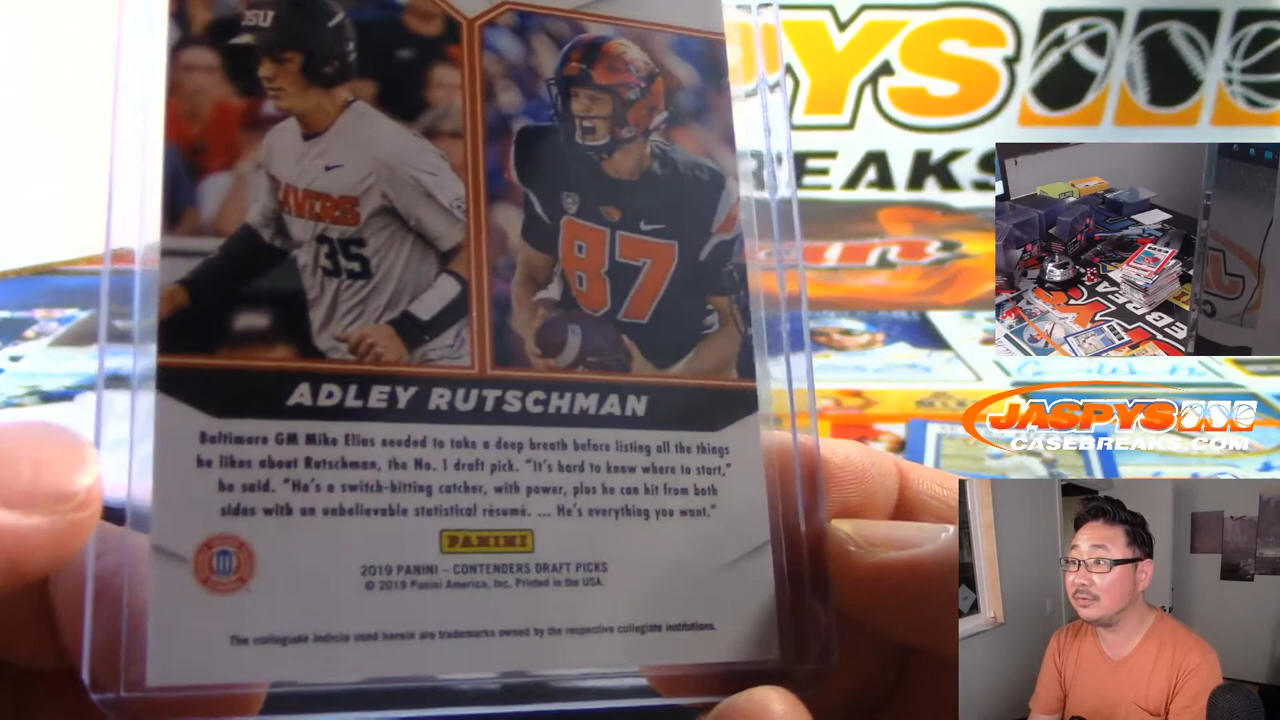 OSU
BEAVERS
35
87
ADLEY RUTSCHMAN
Baltimore GM Mike Elias needed to take a deep breath before listing all the things
he likes about Rutschman, the No. 1 draft pick. "It's hard to know where to start,"
he said. "He's a switch-hitting catcher, with power, plus he can hit from both
sides with an unbelievable statistical résumé. ... He's everything you want."
PANINI
2019 PANINI – CONTENDERS DRAFT PICKS
© 2019 Panini America, Inc. Printed in the USA.
The collegiate indicia used herein are trademarks owned by the respective collegiate institutions.
PYS
BREAKS
JASPYS
CASEBREAKS.COM